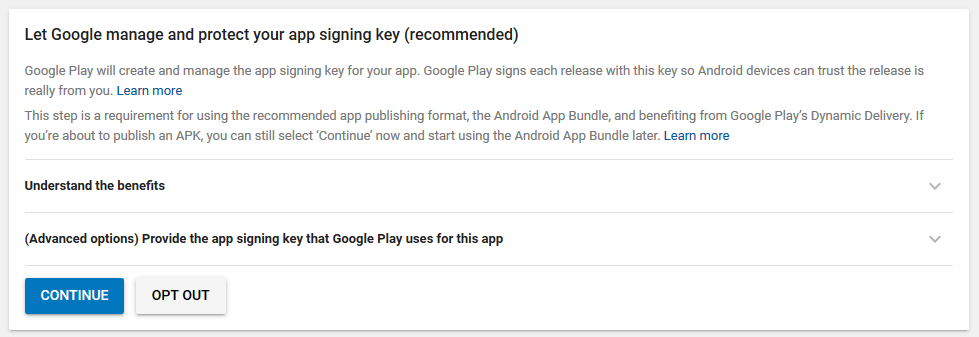 Let Google manage and protect your app signing key (recommended)
Google Play will create and manage the app signing key for your app. Google Play signs each release with this key so Android devices can trust the release is
really from you. Learn more
This step is a requirement for using the recommended app publishing format, the Android App Bundle, and benefiting from Google Play's Dynamic Delivery. If
you're about to publish an APK, you can still select 'Continue' now and start using the Android App Bundle later. Learn more
Understand the benefits
(Advanced options) Provide the app signing key that Google Play uses for this app
CONTINUE OPT OUT